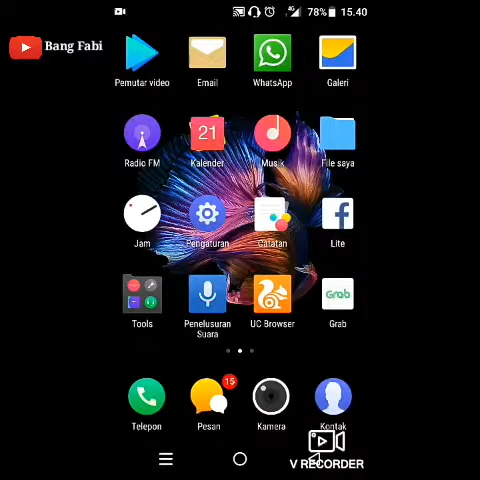 4G 78% 15.40
Bang Fabi
Pemutar video Email WhatsApp Galeri
21
Radio FM Kalender Musik File saya
Jam Pengaturan Catatan Lite
Grab
Tools Penelusuran Suara UC Browser Grab
15
Telepon Pesan Kamera Kontak
V RECORDER